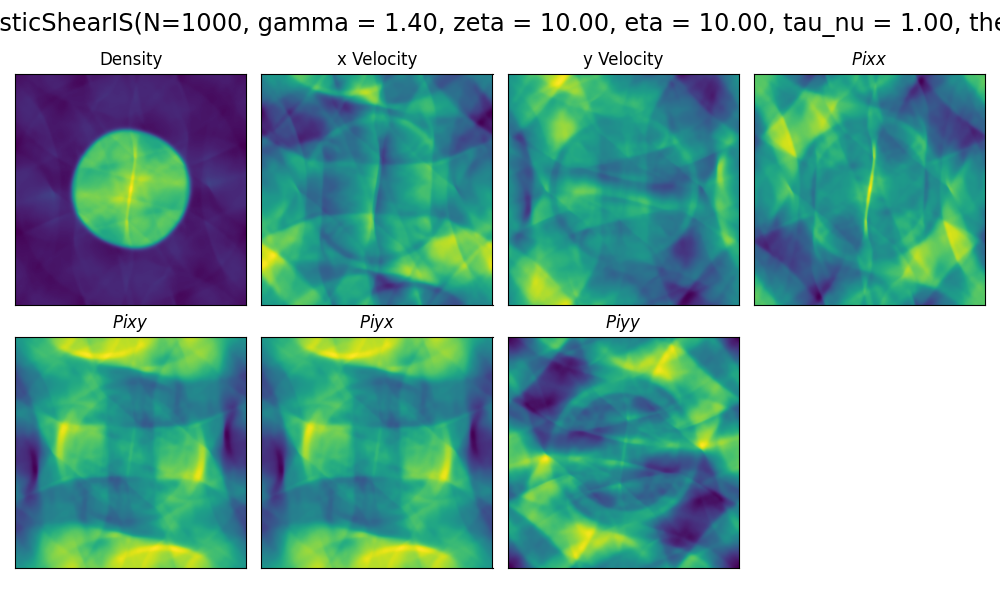 sticShearIS(N=1000, gamma = 1.40, zeta = 10.00, eta = 10.00, tau_nu = 1.00, the
Density
x Velocity
y Velocity
Pixx
Pixy
Piyx
Piyy